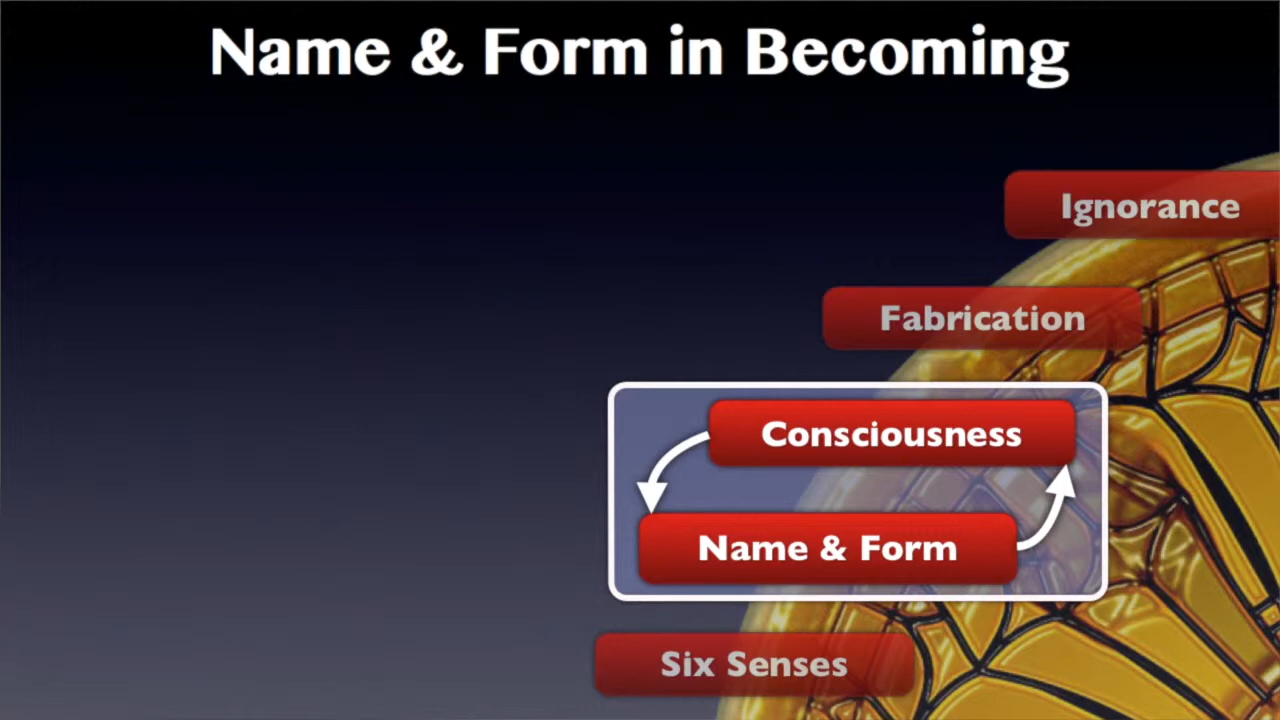 Name & Form in Becoming
Ignorance
Fabrication
Consciousness
Name & Form
Six Senses